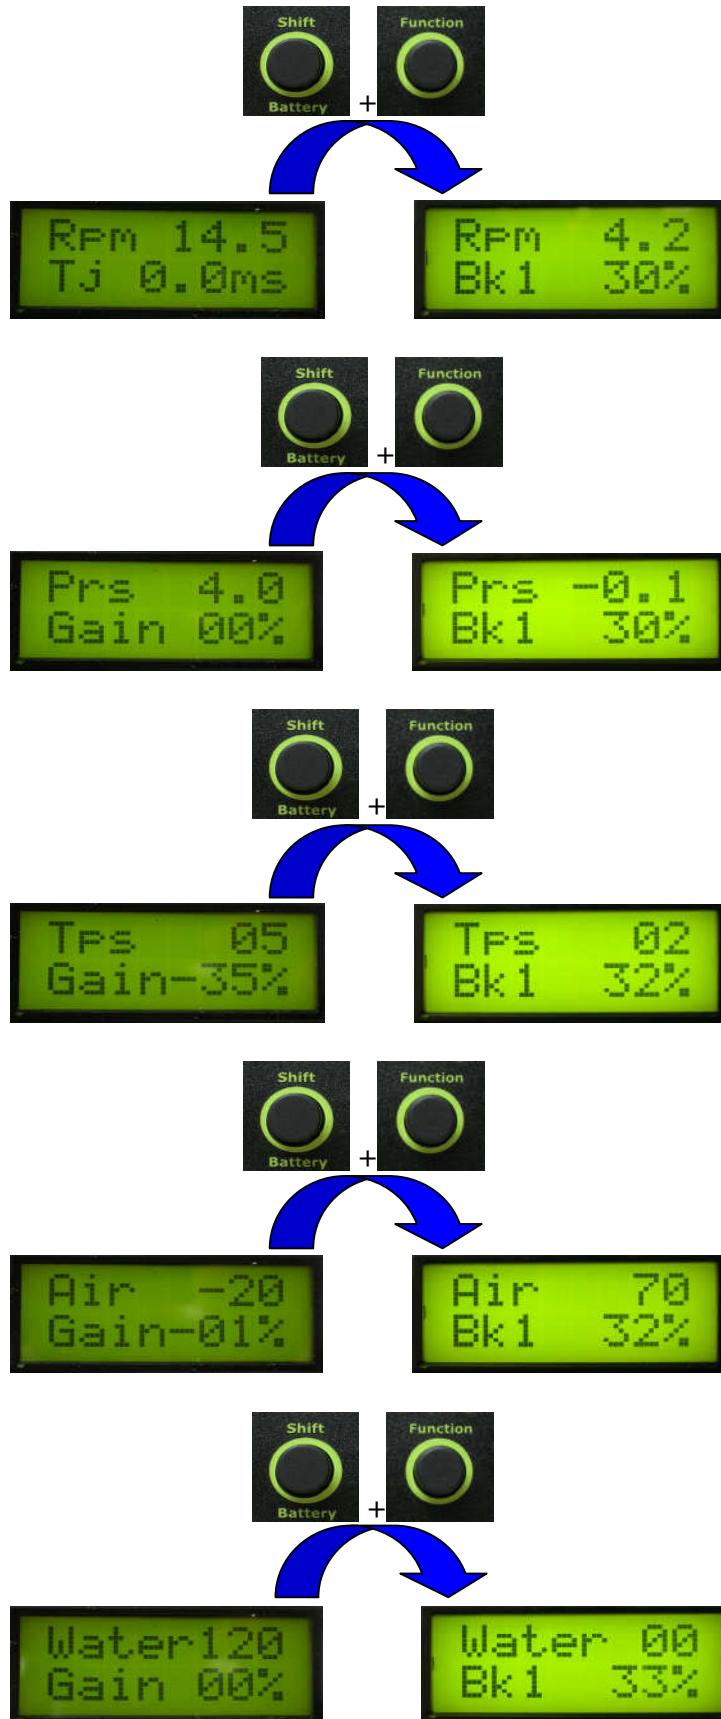 Shift Function
Battery +
Rpm 14.5
Tj 0.0ms
Rpm 4.2
Bk1 30%
Shift Function
Battery +
Prs 4.0
Gain 00%
Prs -0.1
Bk1 30%
Shift Function
Battery +
Tps 05
Gain-35%
Tps 02
Bk1 32%
Shift Function
Battery +
Air -20
Gain-01%
Air 70
Bk1 32%
Shift Function
Battery +
Water120
Gain 00%
Water 00
Bk1 33%